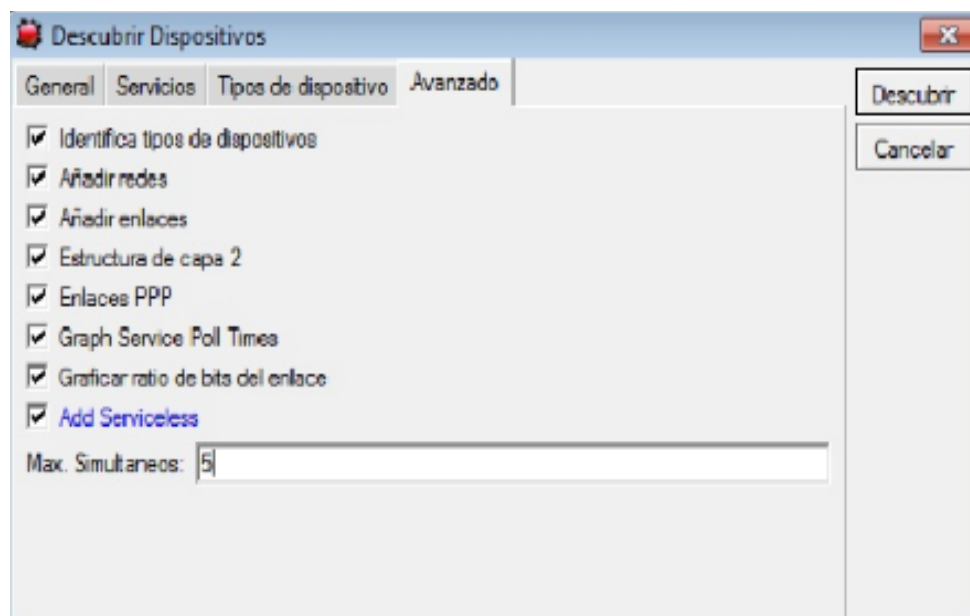 Descubrir Dispositivos
General Servicios Tipos de dispositivo Avanzado
Descubrir
Cancelar
Identifica tipos de dispositivos
Añadir redes
Añadir enlaces
Estructura de capa 2
Enlaces PPP
Graph Service Poll Times
Graficar ratio de bits del enlace
Add Serviceless
Max. Simultaneos: 5